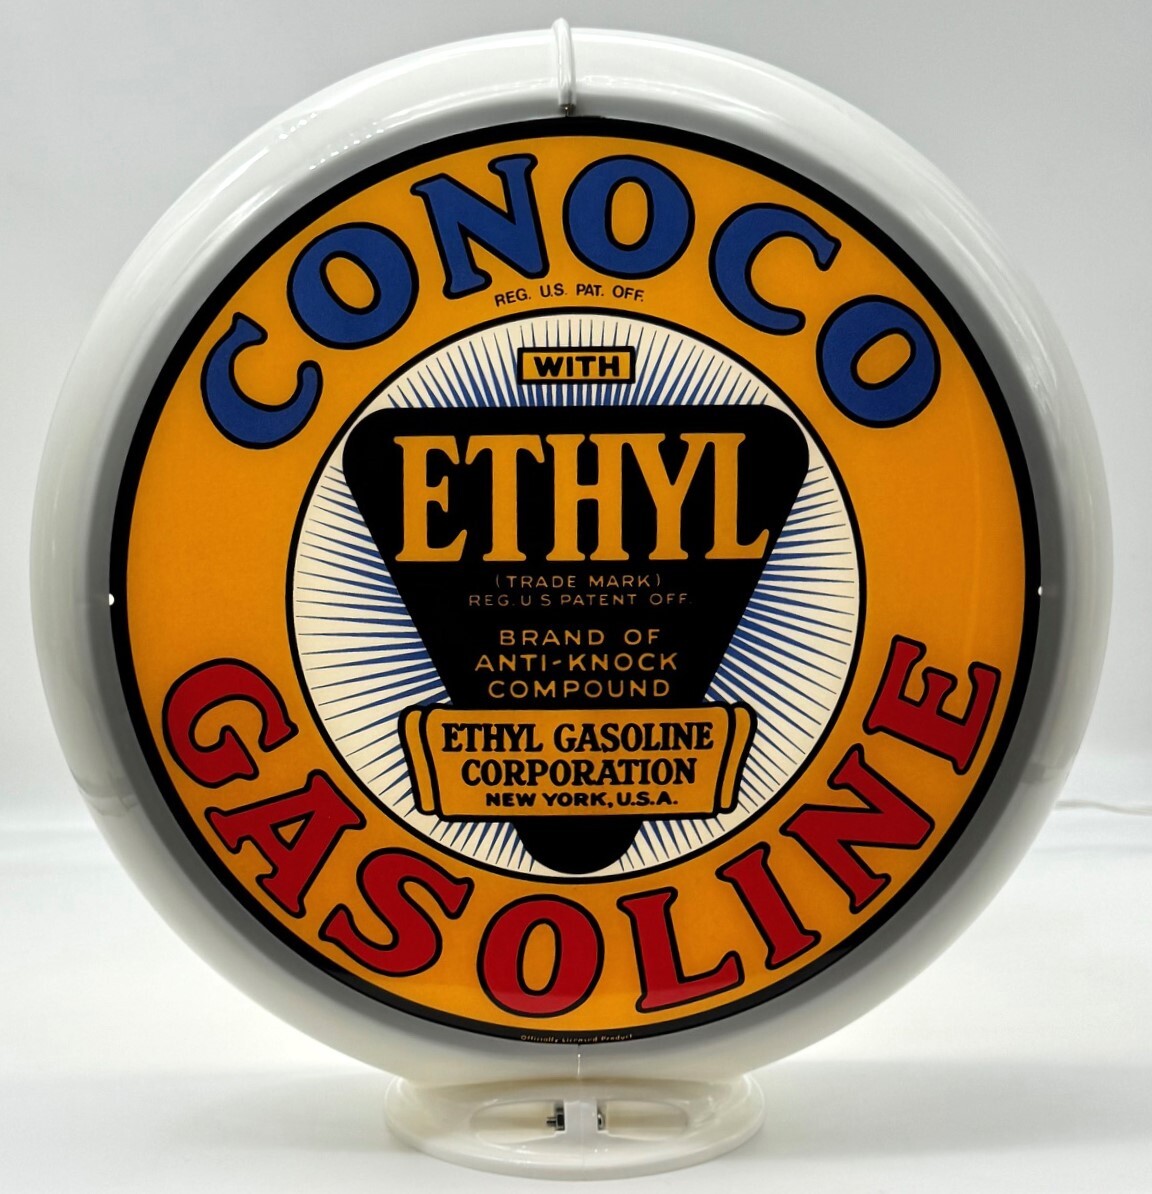 CONOCO
REG. U.S. PAT. OFF.
WITH
ETHYL
(TRADE MARK)
REG. U S PATENT OFF.
BRAND OF
ANTI-KNOCK
COMPOUND
ETHYL GASOLINE
CORPORATION
NEW YORK, U.S.A.
GASOLINE
Officially Licensed Product